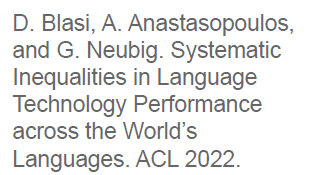 D. Blasi, A. Anastasopoulos,
and G. Neubig. Systematic
Inequalities in Language
Technology Performance
across the World’s
Languages. ACL 2022.